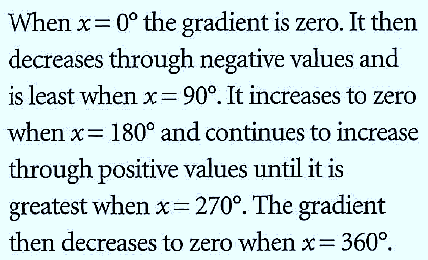 When x = 0° the gradient is zero. It then
decreases through negative values and
is least when x = 90°. It increases to zero
when x = 180° and continues to increase
through positive values until it is
greatest when x = 270°. The gradient
then decreases to zero when x = 360°.